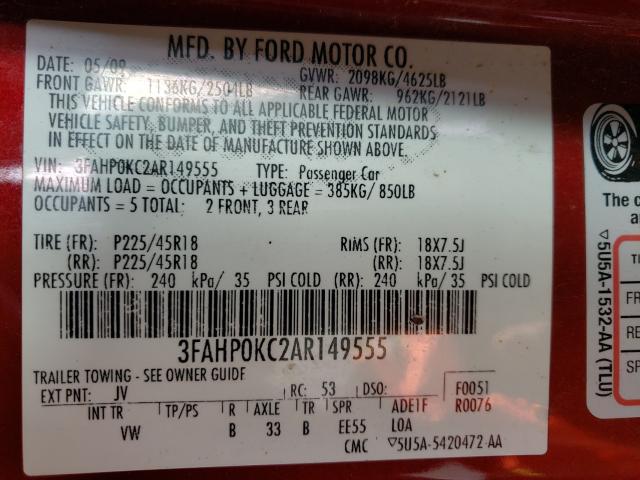 MFD. BY FORD MOTOR CO.
DATE: 05/09 GVWR: 2098KG/4625LB
FRONT GAWR: 1136KG/2504LB REAR GAWR: 962KG/2121LB
THIS VEHICLE CONFORMS TO ALL APPLICABLE FEDERAL MOTOR
VEHICLE SAFETY, BUMPER, AND THEFT PREVENTION STANDARDS
IN EFFECT ON THE DATE OF MANUFACTURE SHOWN ABOVE.
VIN: 3FAHP0KC2AR149555 TYPE: Passenger Car
MAXIMUM LOAD = OCCUPANTS + LUGGAGE = 385KG/ 850LB
OCCUPANTS = 5 TOTAL: 2 FRONT, 3 REAR
TIRE (FR): P225/45R18 RIMS (FR): 18X7.5J
(RR): P225/45R18 (RR): 18X7.5J
PRESSURE (FR): 240 kPa/ 35 PSI COLD (RR): 240 kPa/ 35 PSI COLD
3FAHP0KC2AR149555
TRAILER TOWING - SEE OWNER GUIDE
EXT PNT: JV RC: 53 DSO: F0051
INT TR TP/PS R AXLE TR SPR ADE1F R0076
VW B 33 B EE55 LOA
CMC 5U5A-5420472-AA
The c
a
5U5A-1532-AA (TLU)
TI
FR
RE
SP